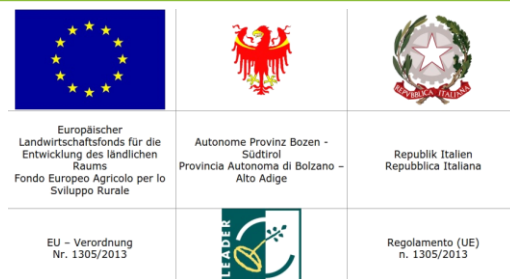 REPVBBLICA ITALIANA
Europäischer
Landwirtschaftsfonds für die
Entwicklung des ländlichen
Raums
Fondo Europeo Agricolo per lo
Sviluppo Rurale
Autonome Provinz Bozen -
Südtirol
Provincia Autonoma di Bolzano –
Alto Adige
Republik Italien
Repubblica Italiana
EU – Verordnung
Nr. 1305/2013
LEADER
Regolamento (UE)
n. 1305/2013